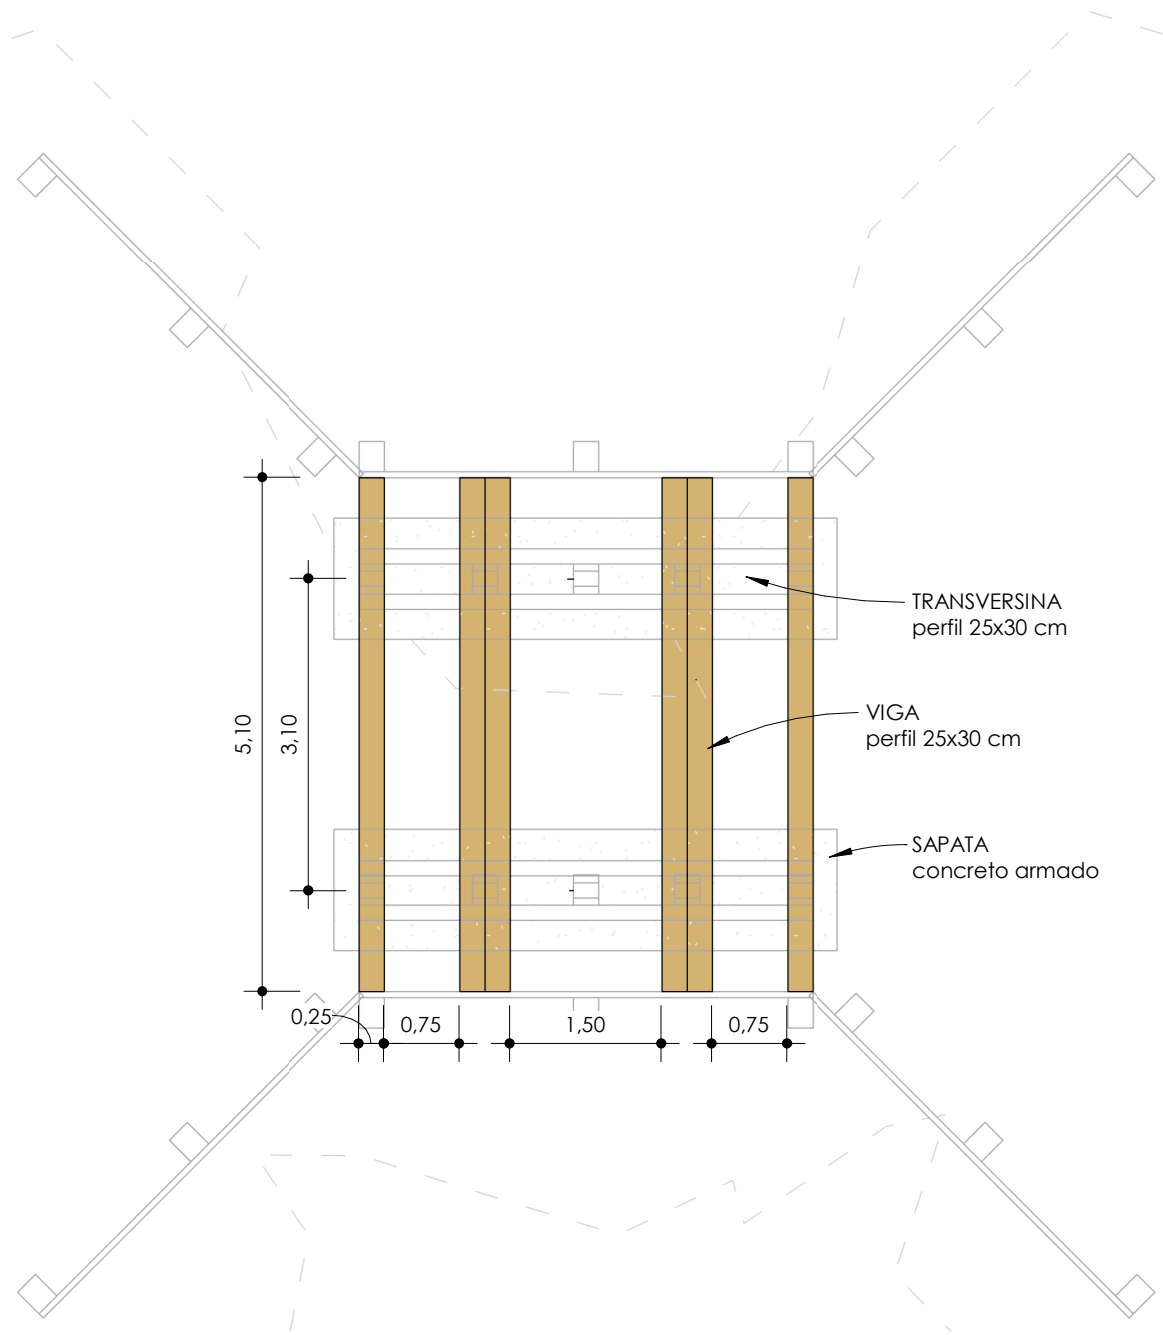 TRANSVERSINA
perfil 25x30 cm
VIGA
perfil 25x30 cm
5,10
3,10
SAPATA
concreto armado
0,25
0,75
1,50
0,75